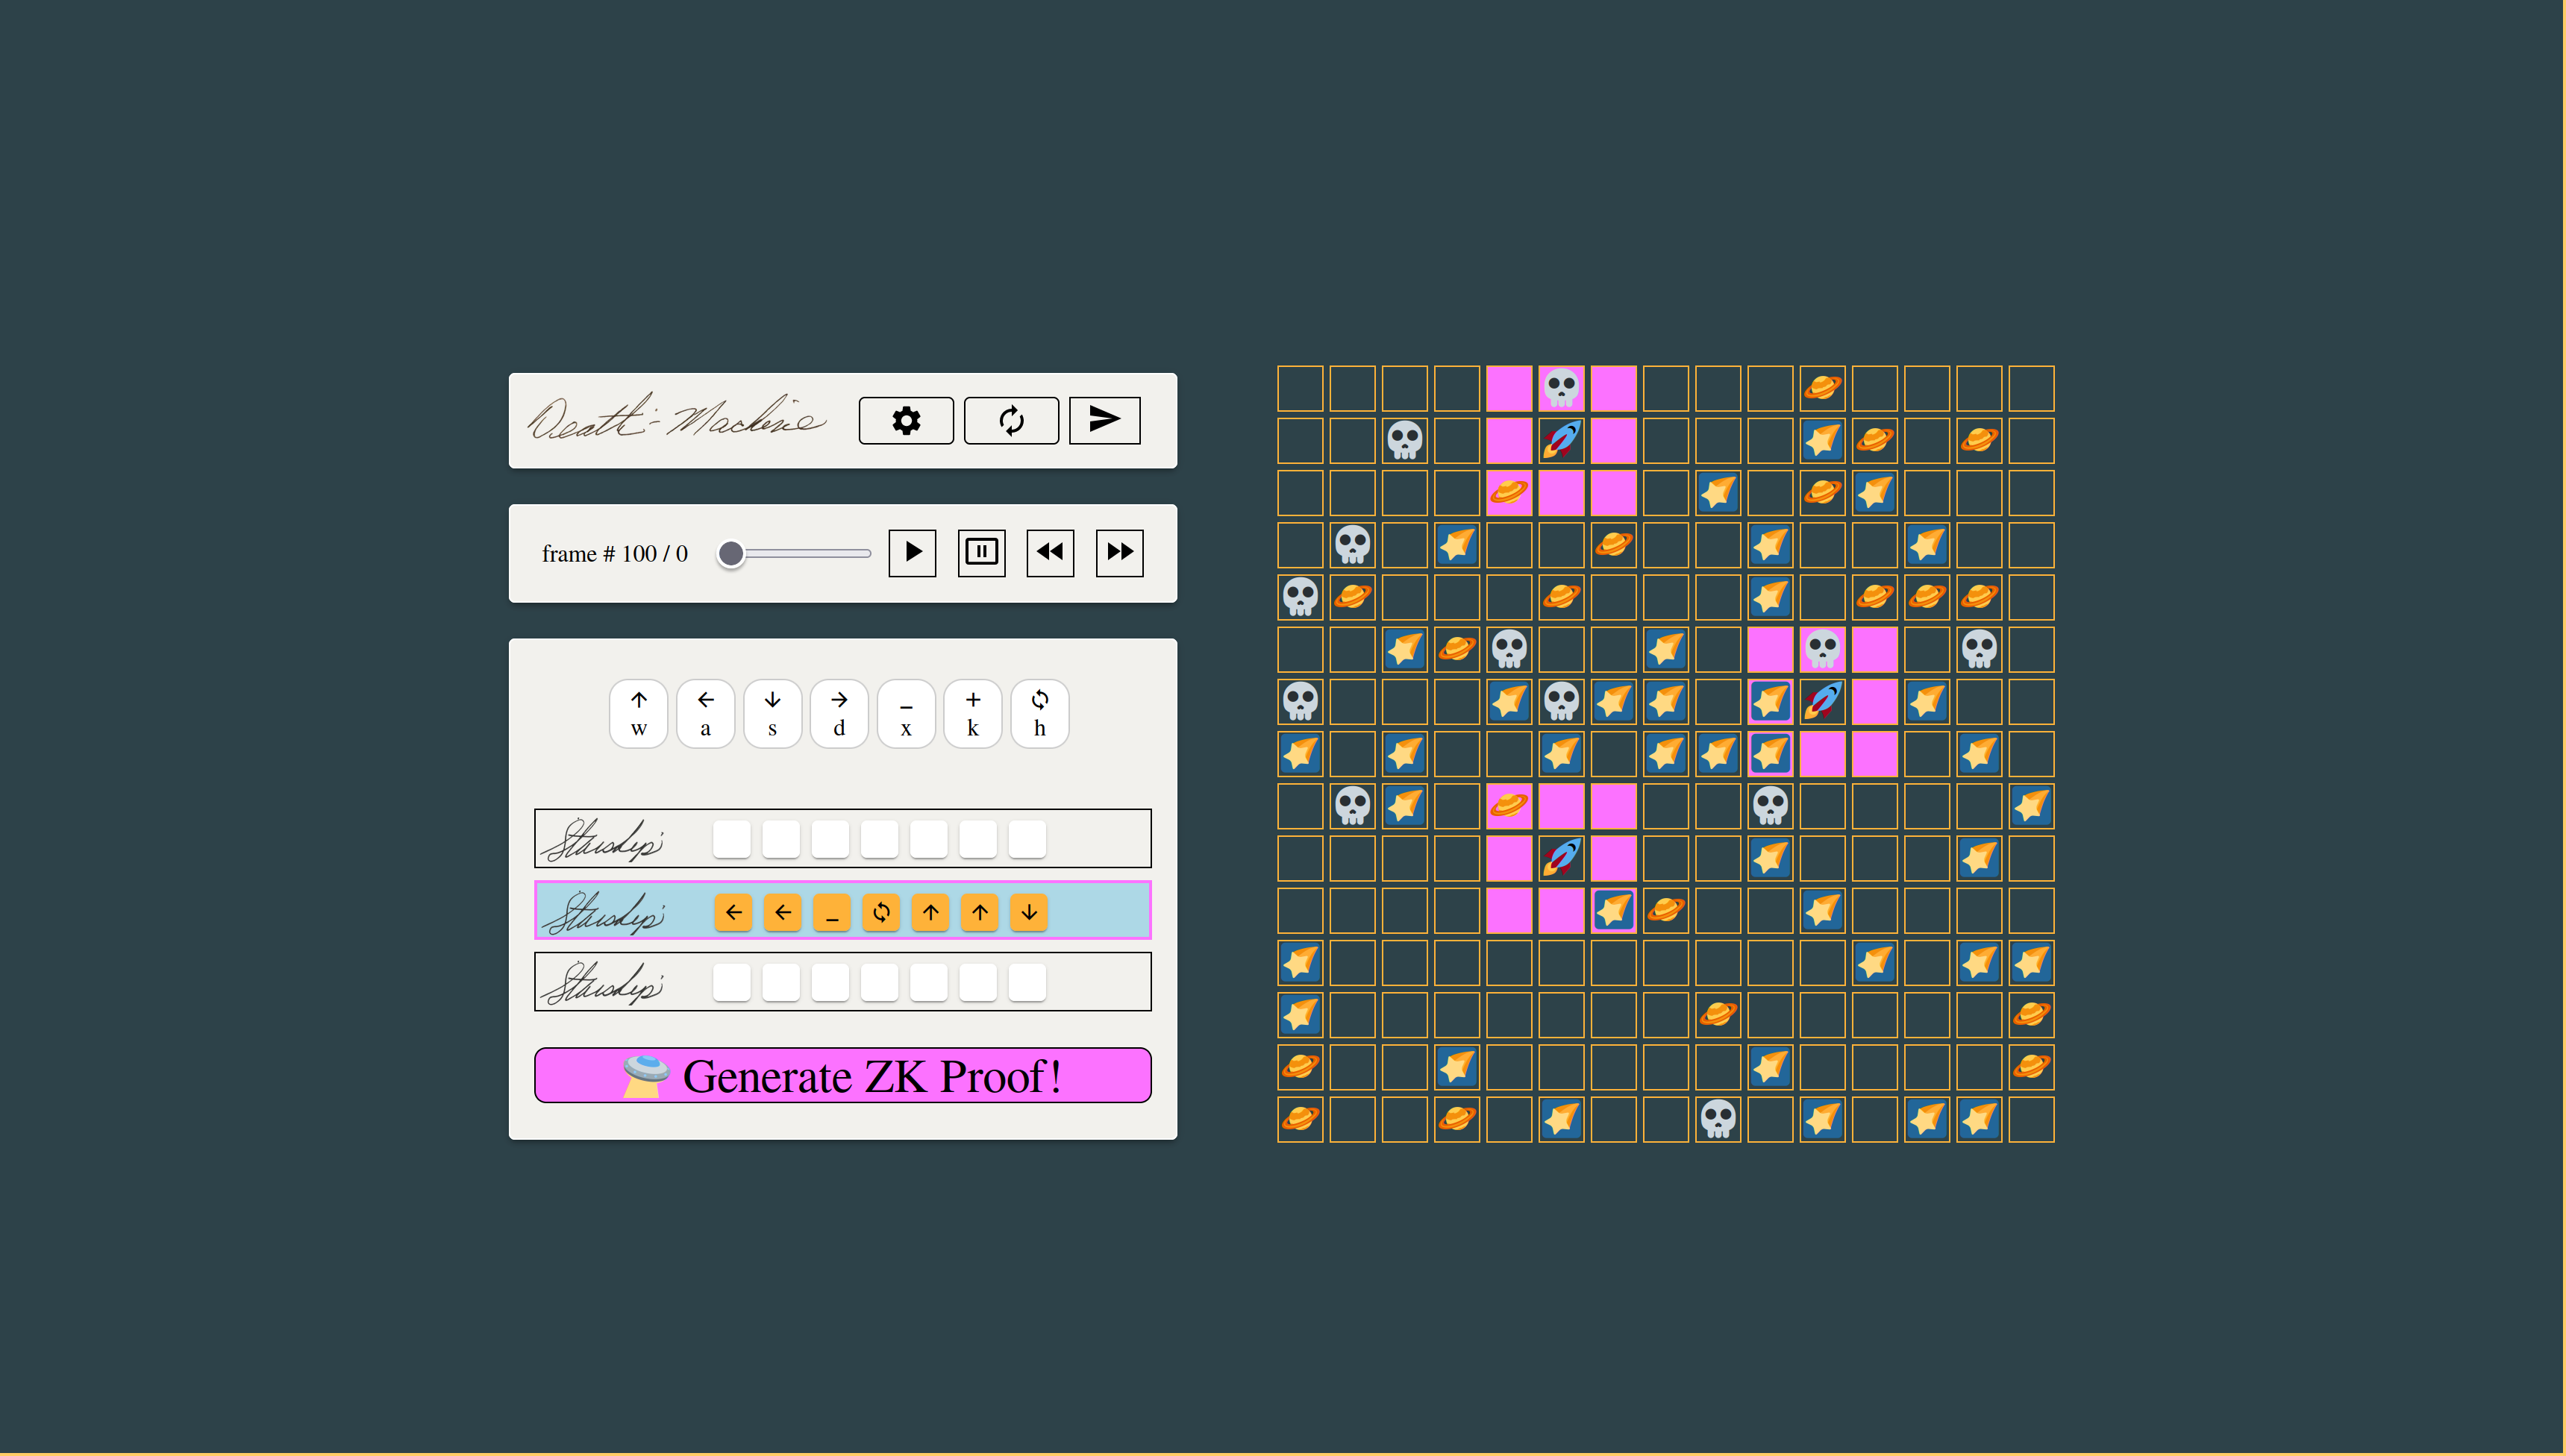 Death-Machine
frame # 100 / 0
w a s d x k h
Starship
Starship
Starship
Generate ZK Proof!